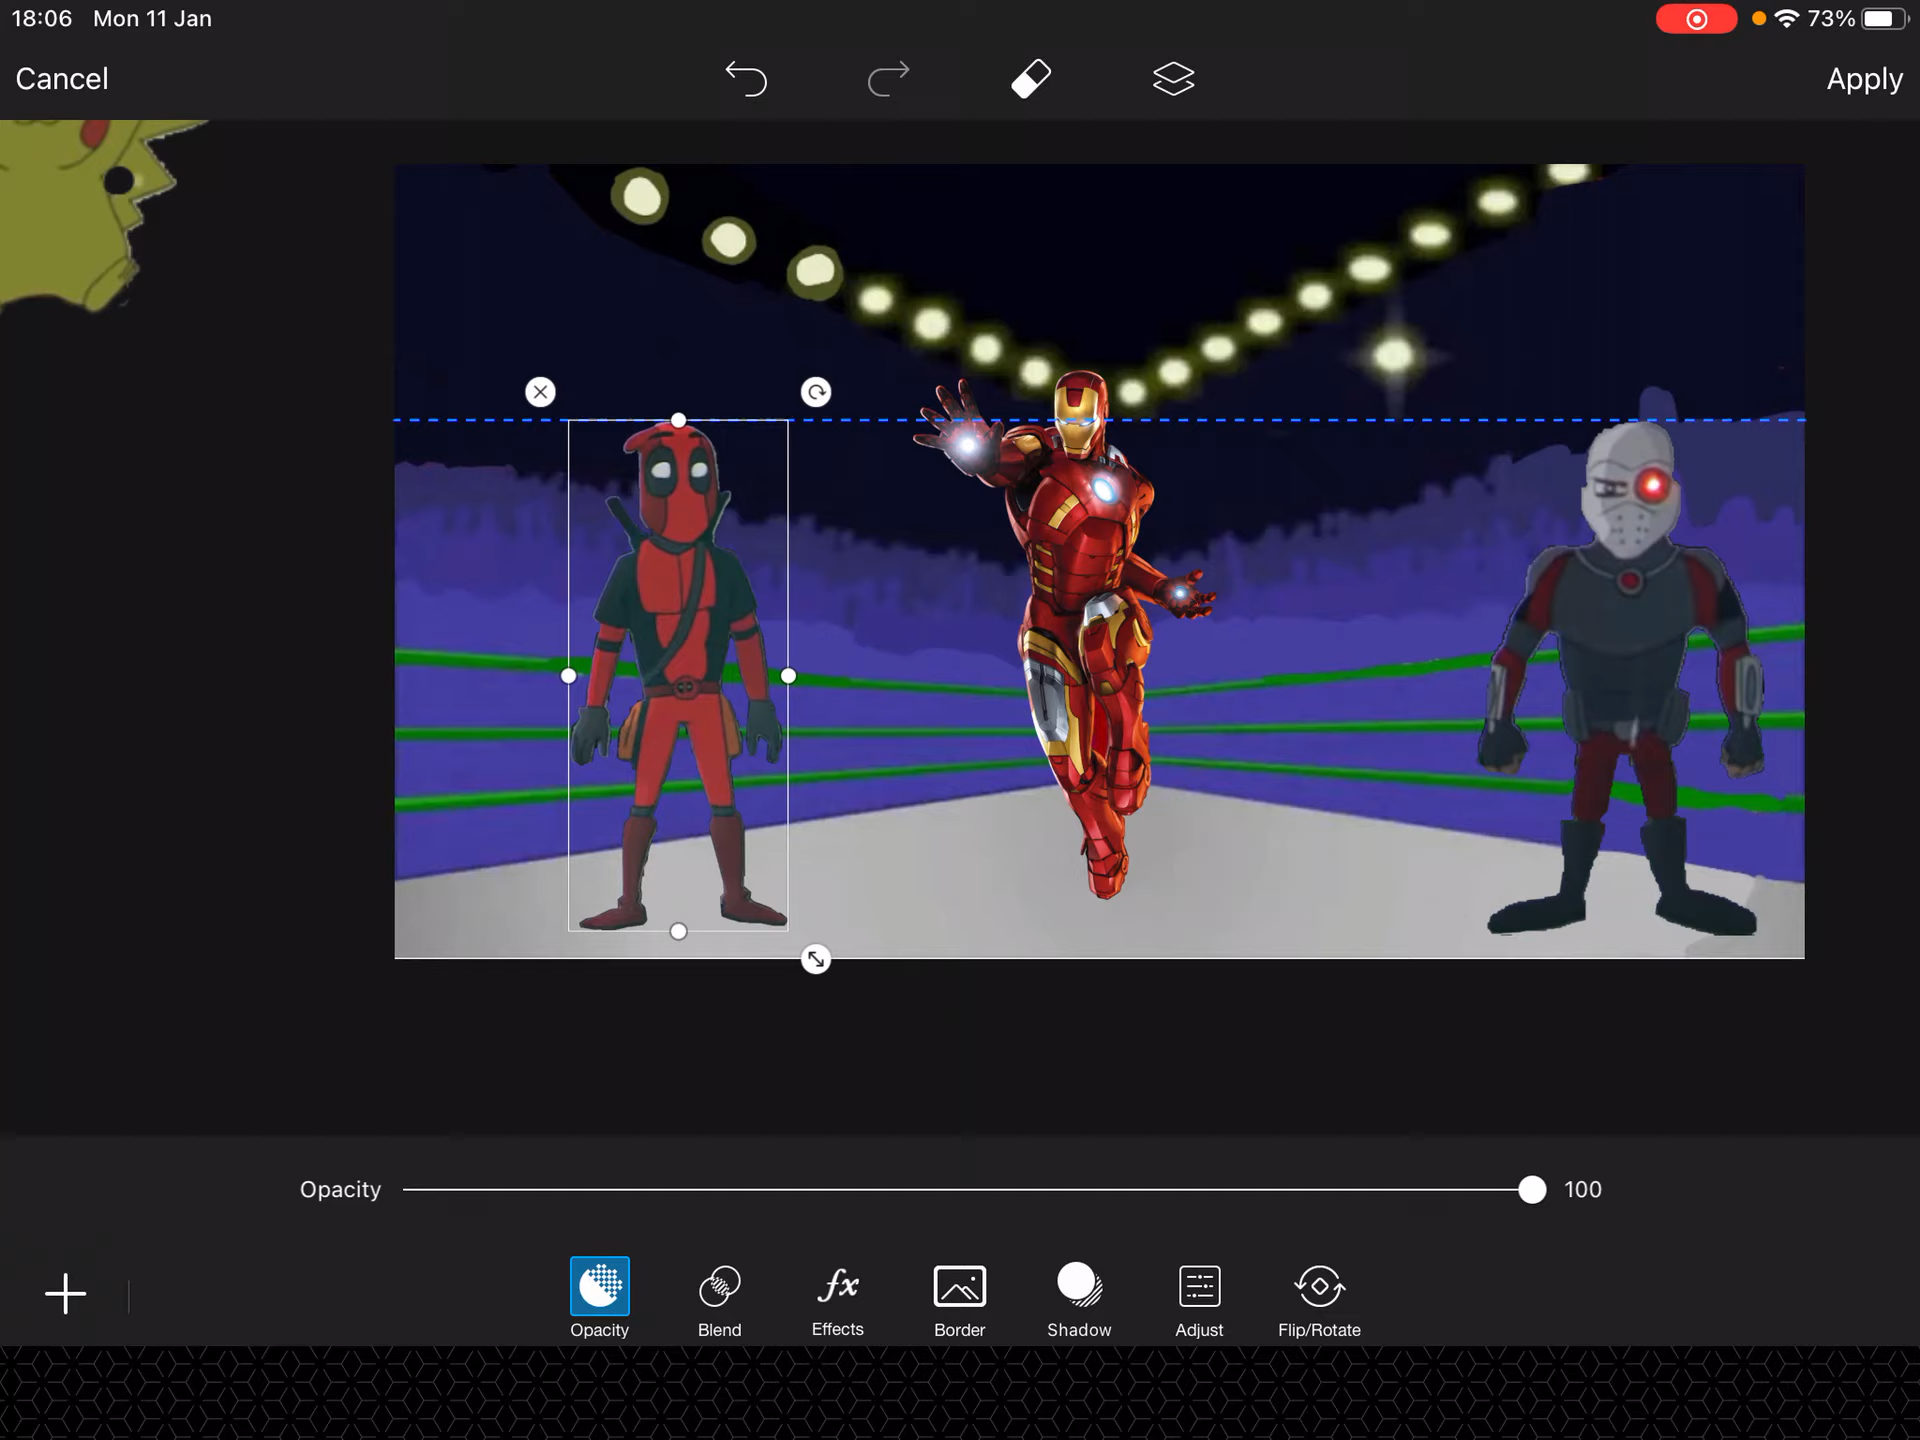 18:06 Mon 11 Jan 73%
Cancel Apply
Opacity 100
Opacity Blend Effects Border Shadow Adjust Flip/Rotate